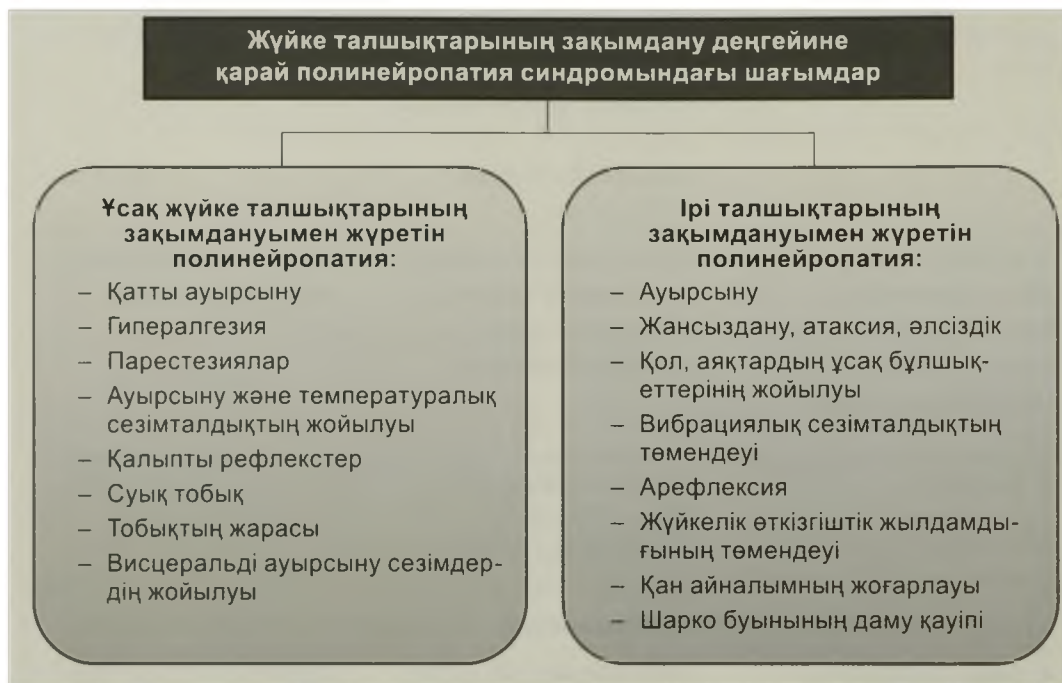 Жүйке талшықтарының зақымдану деңгейине
қарай полинейропатия синдромындағы шағымдар
Ұсақ жүйке талшықтарының
зақымдануымен жүретін
полинейропатия:
– Қатты ауырсыну
– Гипералгезия
– Парестезиялар
– Ауырсыну және температуралық
сезімталдықтың жойылуы
– Қалыпты рефлекстер
– Суық тобық
– Тобықтың жарасы
– Висцеральді ауырсыну сезімдер-
дің жойылуы
Ірі талшықтарының
зақымдануымен жүретін
полинейропатия:
– Ауырсыну
– Жансыздану, атаксия, әлсіздік
– Қол, аяқтардың ұсақ бұлшық-
еттерінің жойылуы
– Вибрациялық сезімталдықтың
төмендеуі
– Арефлексия
– Жүйкелік өткізгіштік жылдамды-
ғының төмендеуі
– Қан айналымның жоғарлауы
– Шарко буынының даму қауіпі